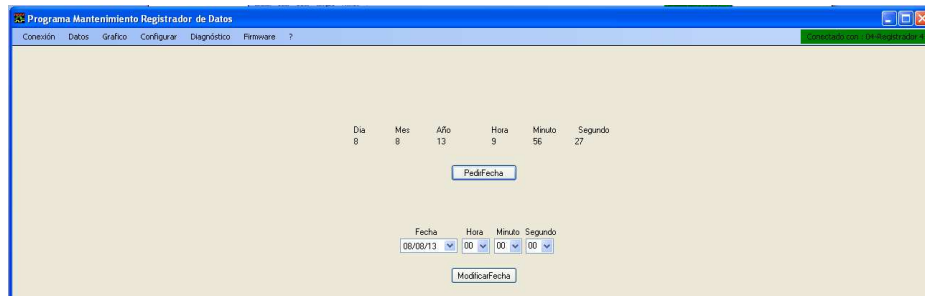 Programa Mantenimiento Registrador de Datos
Conexión Datos Grafico Configurar Diagnóstico Firmware ?
Conectado con : 04-Registrador 4
Dia Mes Año Hora Minuto Segundo
8 8 13 9 56 27
PedirFecha
Fecha Hora Minuto Segundo
08/08/13 00 00 00
ModificarFecha